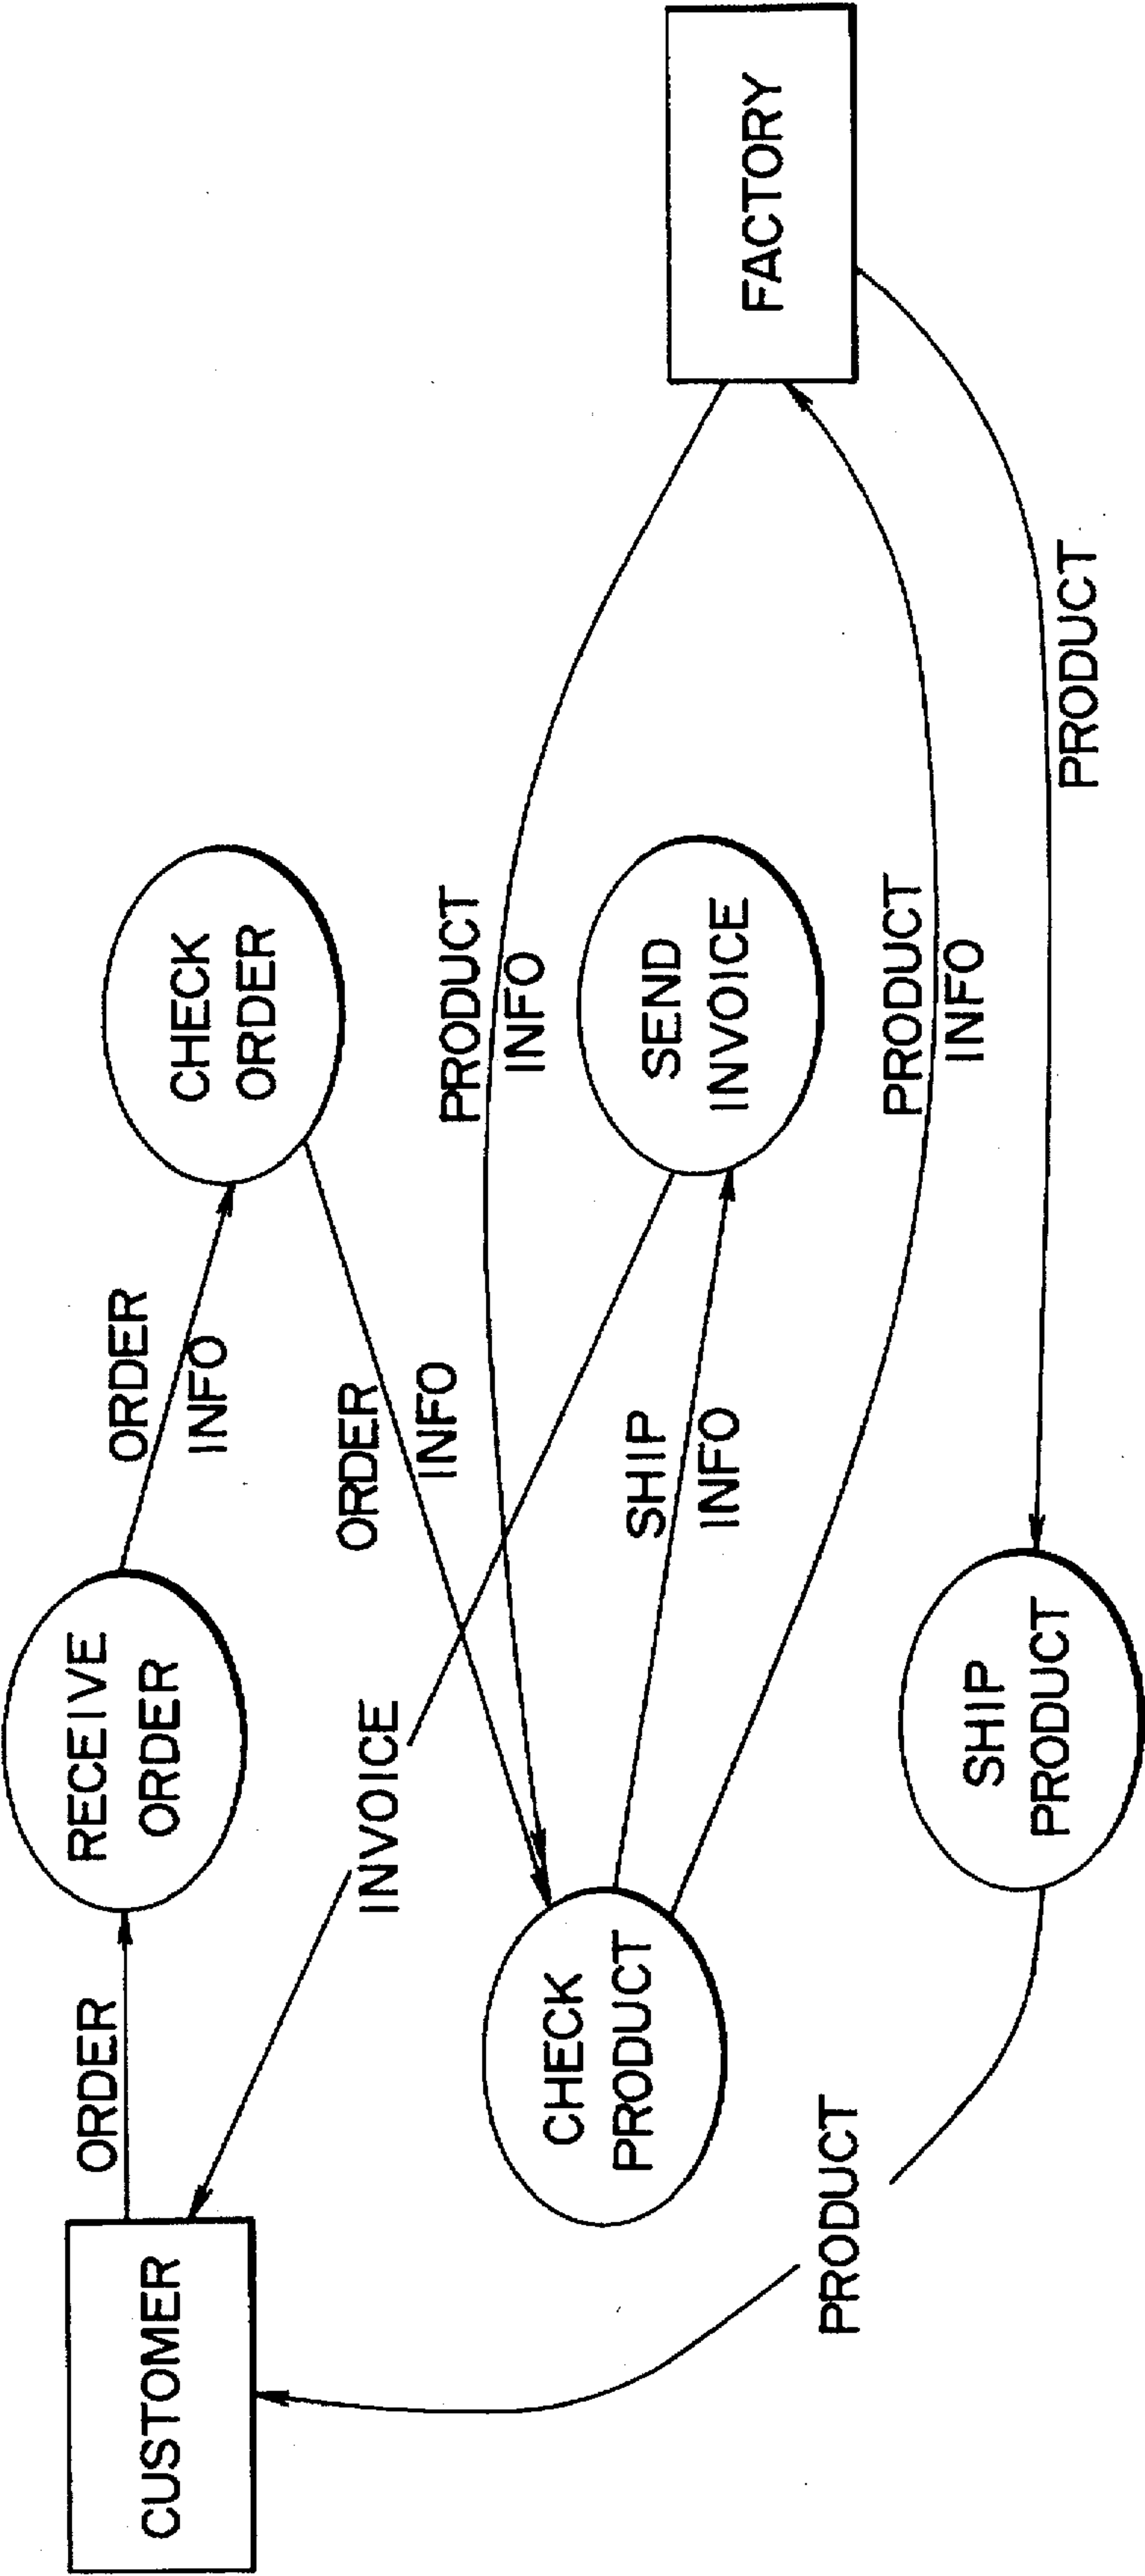 CUSTOMER
ORDER
RECEIVE
ORDER
ORDER
INFO
CHECK
ORDER
ORDER
INFO
INVOICE
PRODUCT
INFO
CHECK
PRODUCT
SHIP
INFO
SEND
INVOICE
FACTORY
PRODUCT
INFO
PRODUCT
SHIP
PRODUCT
PRODUCT